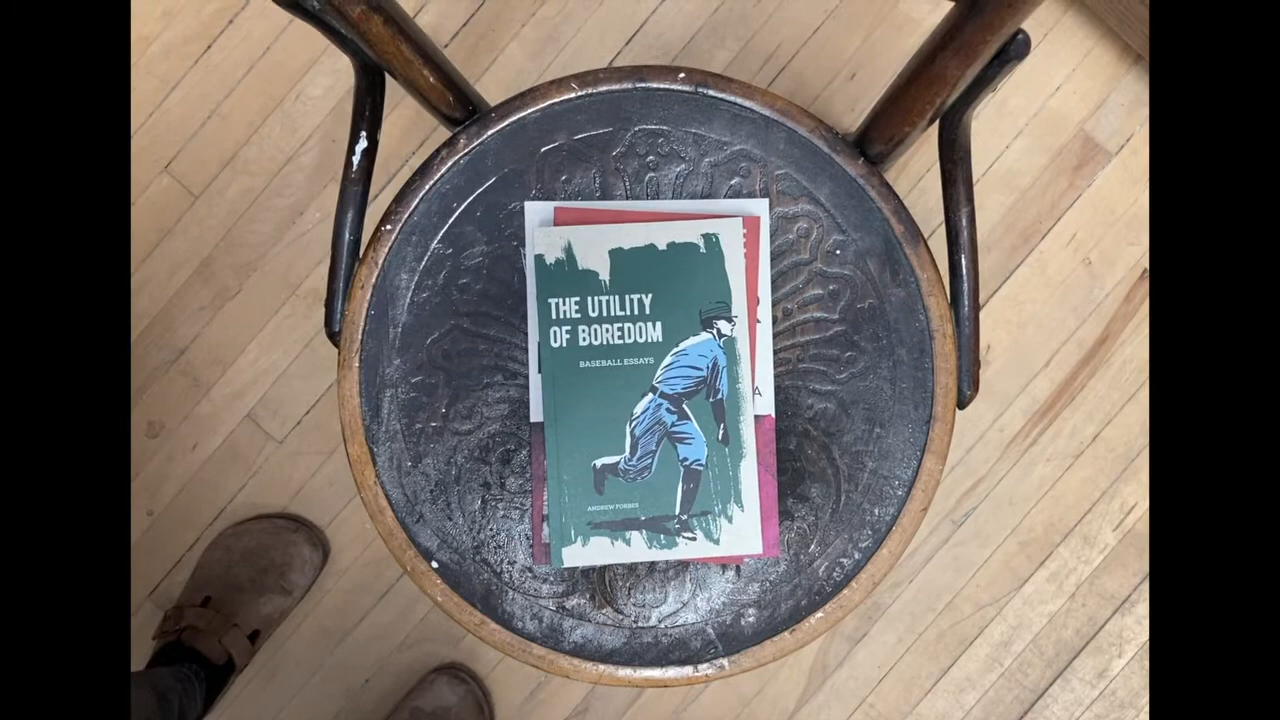 THE UTILITY
OF BOREDOM
BASEBALL ESSAYS
ANDREW FORBES